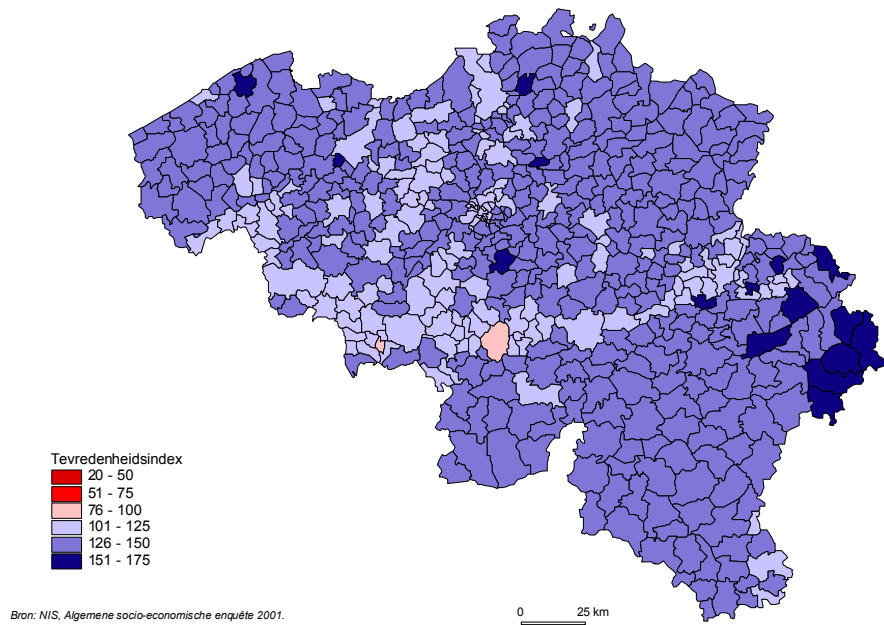 Tevredenheidsindex
20 - 50
51 - 75
76 - 100
101 - 125
126 - 150
151 - 175
Bron: NIS, Algemene socio-economische enquête 2001.
0 25 km